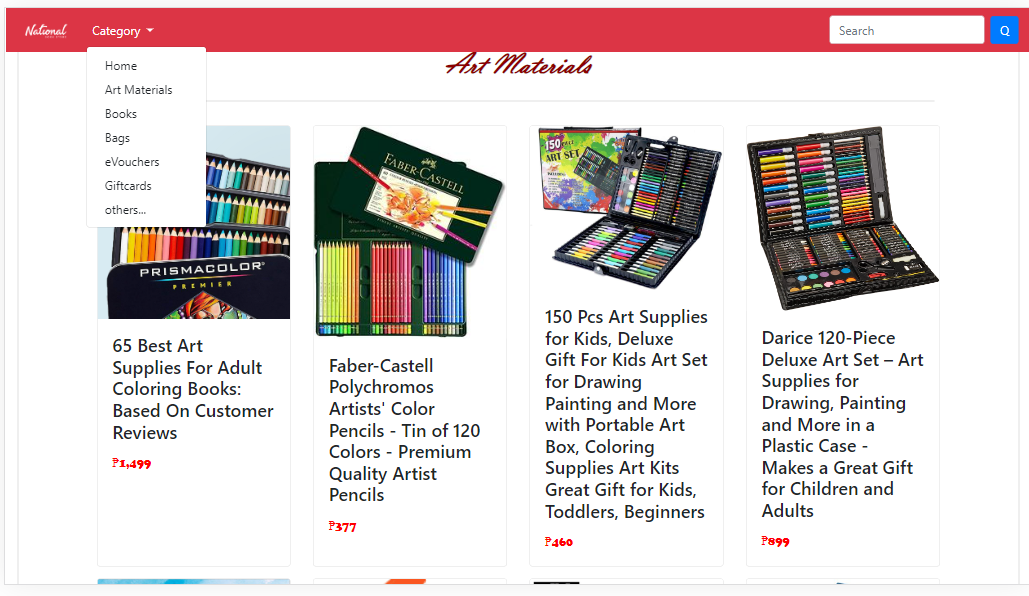 National
Category
Search
Home
Art Materials
Books
Bags
eVouchers
Giftcards
others...
Art Materials
PRISMACOLOR
PREMIER
65 Best Art
Supplies For Adult
Coloring Books:
Based On Customer
Reviews
₱1,499
FABER-CASTELL
Faber-Castell
Polychromos
Artists' Color
Pencils - Tin of 120
Colors - Premium
Quality Artist
Pencils
₱377
150
ART SET
150 Pcs Art Supplies
for Kids, Deluxe
Gift For Kids Art Set
for Drawing
Painting and More
with Portable Art
Box, Coloring
Supplies Art Kits
Great Gift for Kids,
Toddlers, Beginners
₱460
Darice 120-Piece
Deluxe Art Set – Art
Supplies for
Drawing, Painting
and More in a
Plastic Case -
Makes a Great Gift
for Children and
Adults
₱899